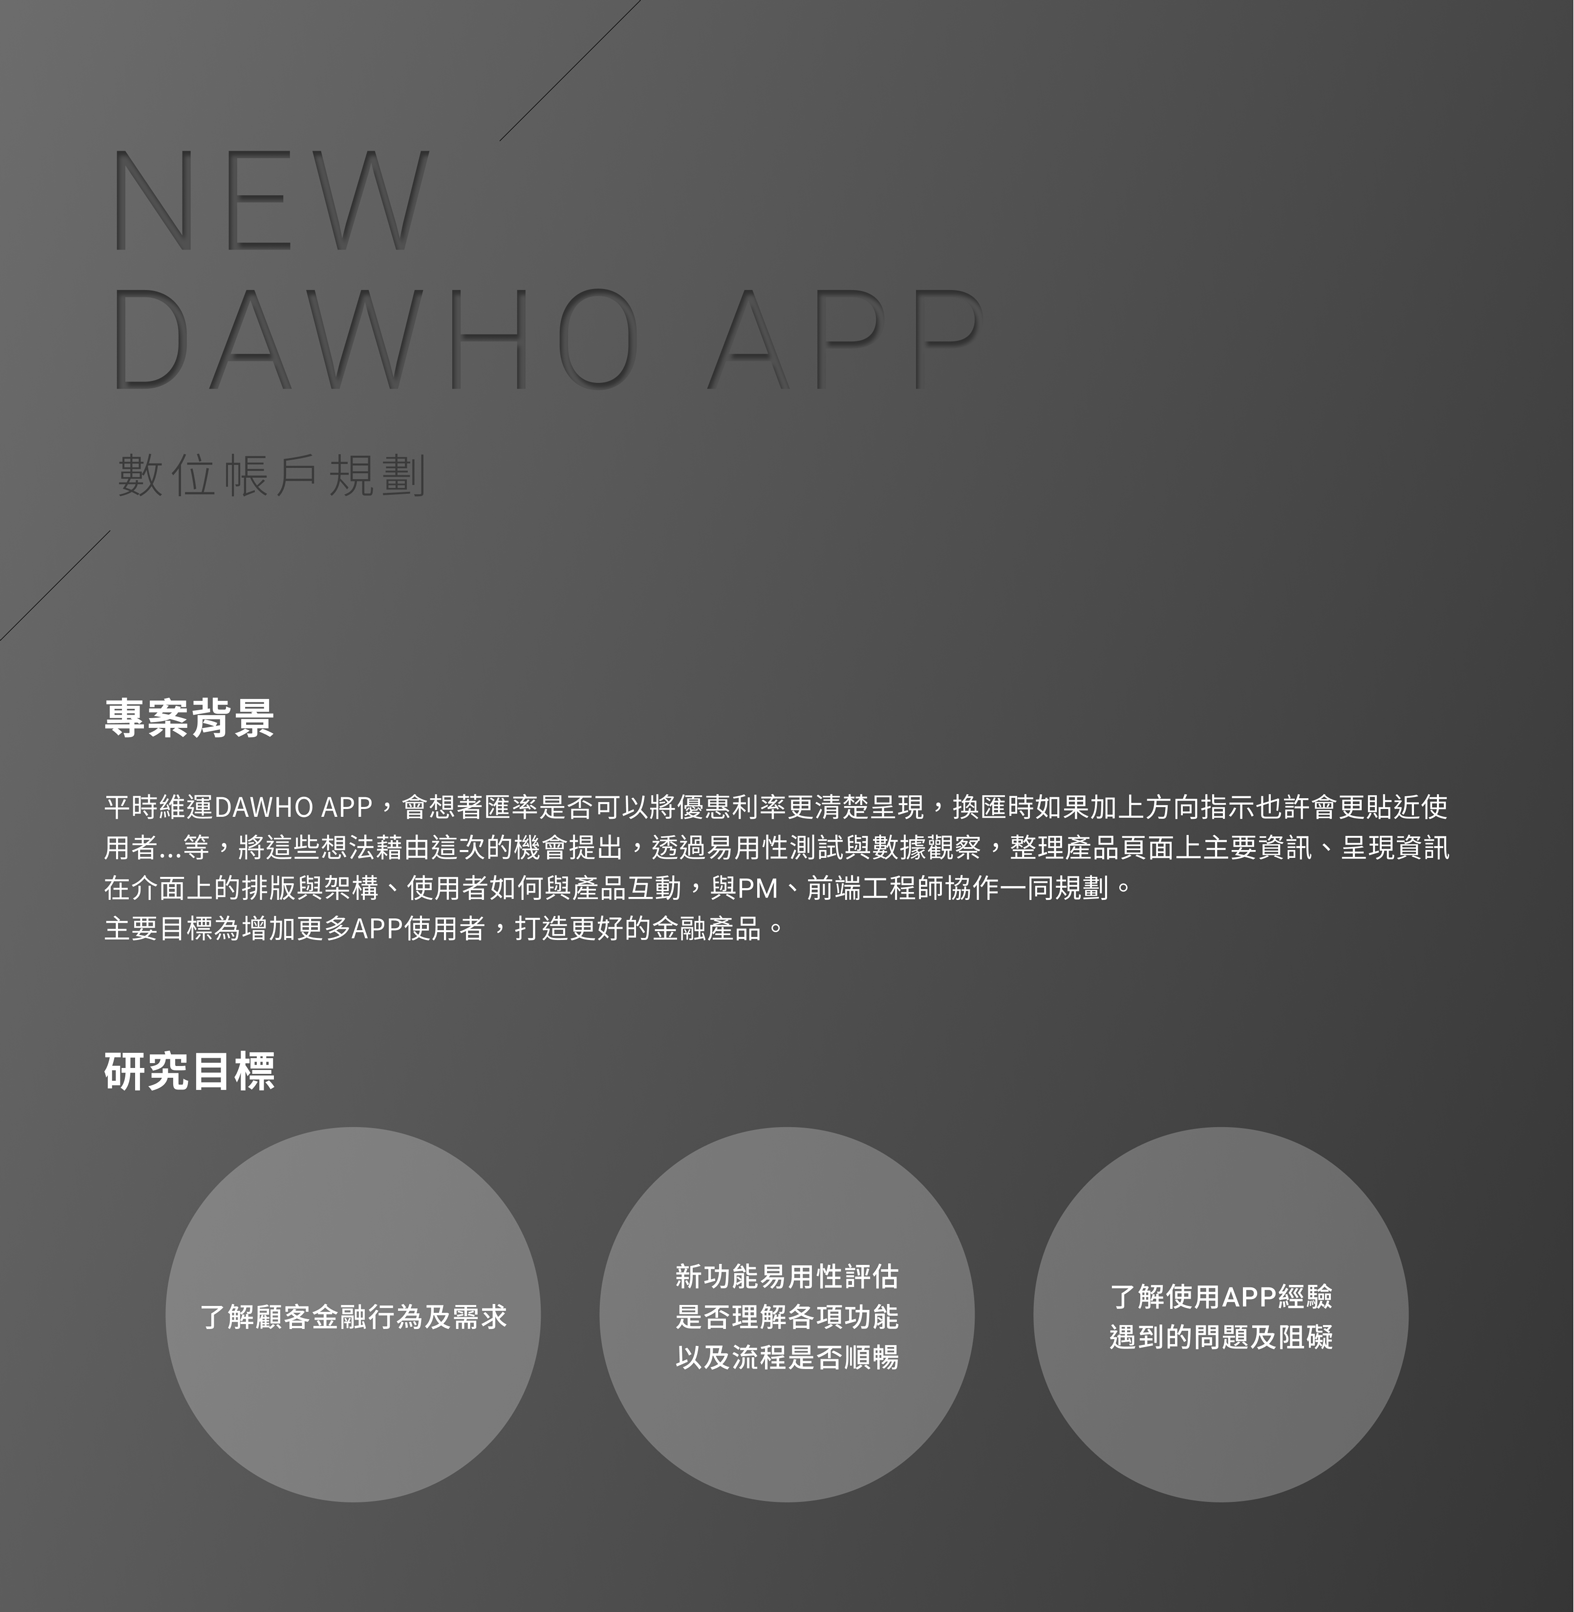 NEW
DAWHO APP
數位帳戶規劃
專案背景
平時維運DAWHO APP，會想著匯率是否可以將優惠利率更清楚呈現，換匯時如果加上方向指示也許會更貼近使
用者...等，將這些想法藉由這次的機會提出，透過易用性測試與數據觀察，整理產品頁面上主要資訊、呈現資訊
在介面上的排版與架構、使用者如何與產品互動，與PM、前端工程師協作一同規劃。
主要目標為增加更多APP使用者，打造更好的金融產品。
研究目標
了解顧客金融行為及需求
新功能易用性評估
是否理解各項功能
以及流程是否順暢
了解使用APP經驗
遇到的問題及阻礙